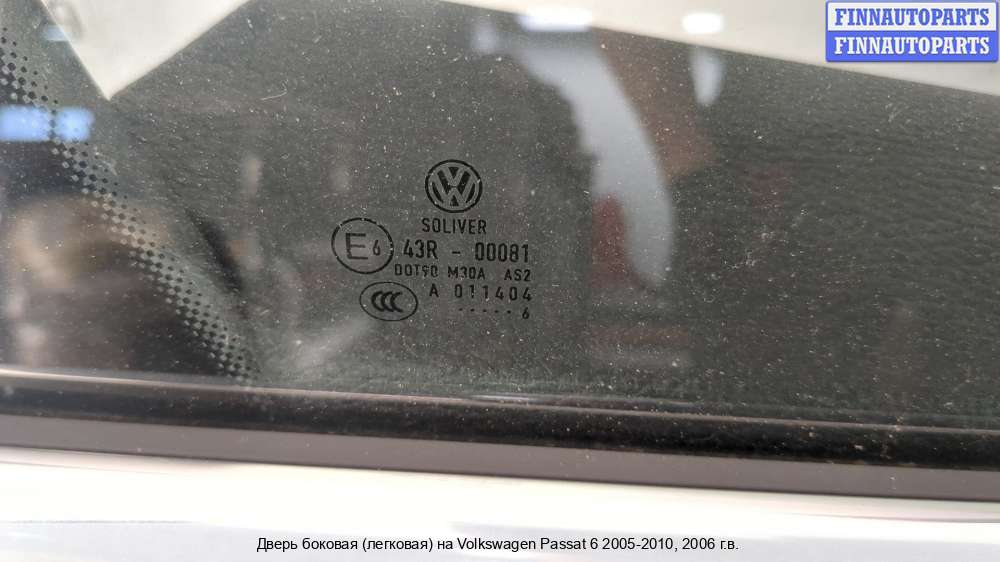 FINNAUTOPARTS
FINNAUTOPARTS
SOLIVER
E6 43R - 00081
DOT90 M30A AS2
CCC A 011404
..... 6
Дверь боковая (легковая) на Volkswagen Passat 6 2005-2010, 2006 г.в.